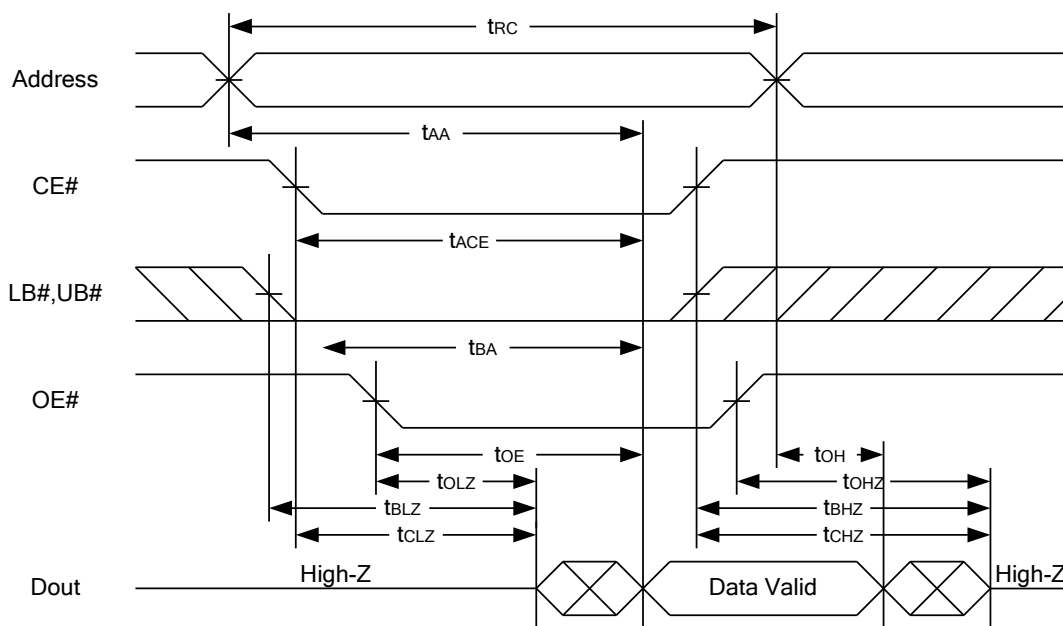 tRC
Address
tAA
CE#
tACE
LB#,UB#
tBA
OE#
tOE
tOH
tOLZ
tOHZ
tBLZ
tBHZ
tCLZ
tCHZ
High-Z
Data Valid
High-Z
Dout